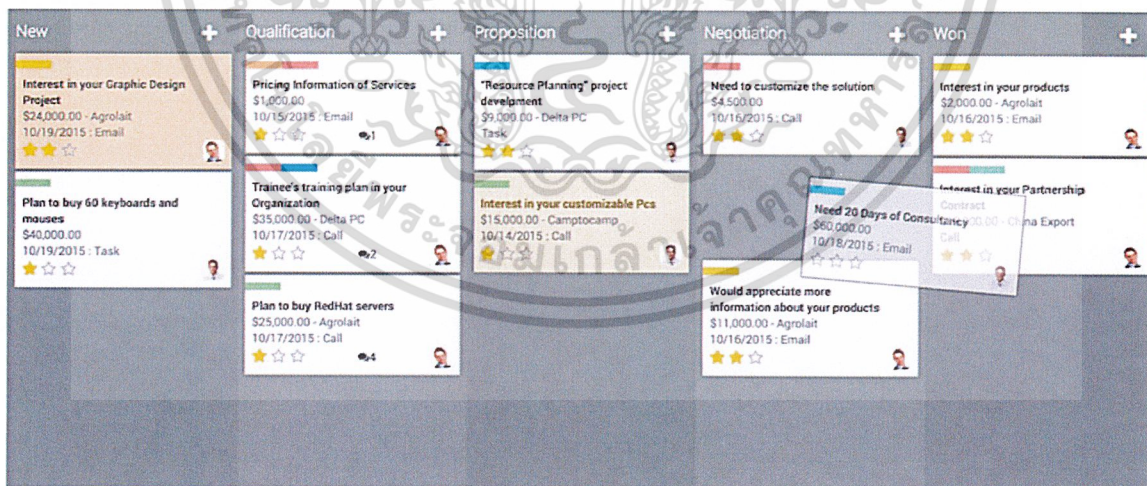 New
Interest in your Graphic Design
Project
$24,000.00 - Agrolait
10/19/2015 : Email
Plan to buy 60 keyboards and
mouses
$40,000.00
10/19/2015 : Task
Qualification
Pricing Information of Services
$1,000.00
10/15/2015 : Email
1
Trainee's training plan in your
Organization
$35,000.00 - Delta PC
10/17/2015 : Call
2
Plan to buy RedHat servers
$25,000.00 - Agrolait
10/17/2015 : Call
4
Proposition
"Resource Planning" project
develpment
$9,000.00 - Delta PC
Task
Interest in your customizable Pcs
$15,000.00 - Camptocamp
10/14/2015 : Call
Negotiation
Need to customize the solution
$4,500.00
10/16/2015 : Call
Need 20 Days of Consultancy
$60,000.00
10/18/2015 : Email
Would appreciate more
information about your products
$11,000.00 - Agrolait
10/16/2015 : Email
Won
Interest in your products
$2,000.00 - Agrolait
10/16/2015 : Email
Interest in your Partnership
Contract
China Export
Call